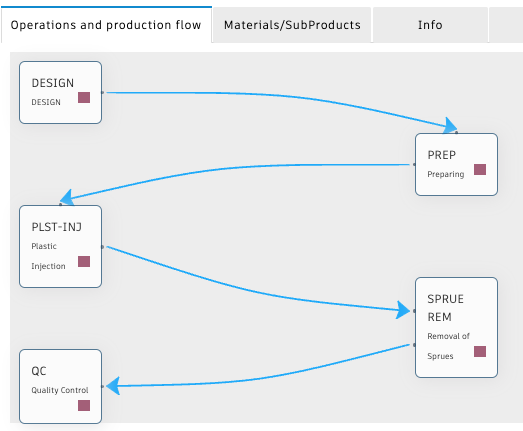 Operations and production flow
Materials/SubProducts
Info
DESIGN
DESIGN
PREP
Preparing
PLST-INJ
Plastic
Injection
SPRUE
REM
Removal of
Sprues
QC
Quality Control